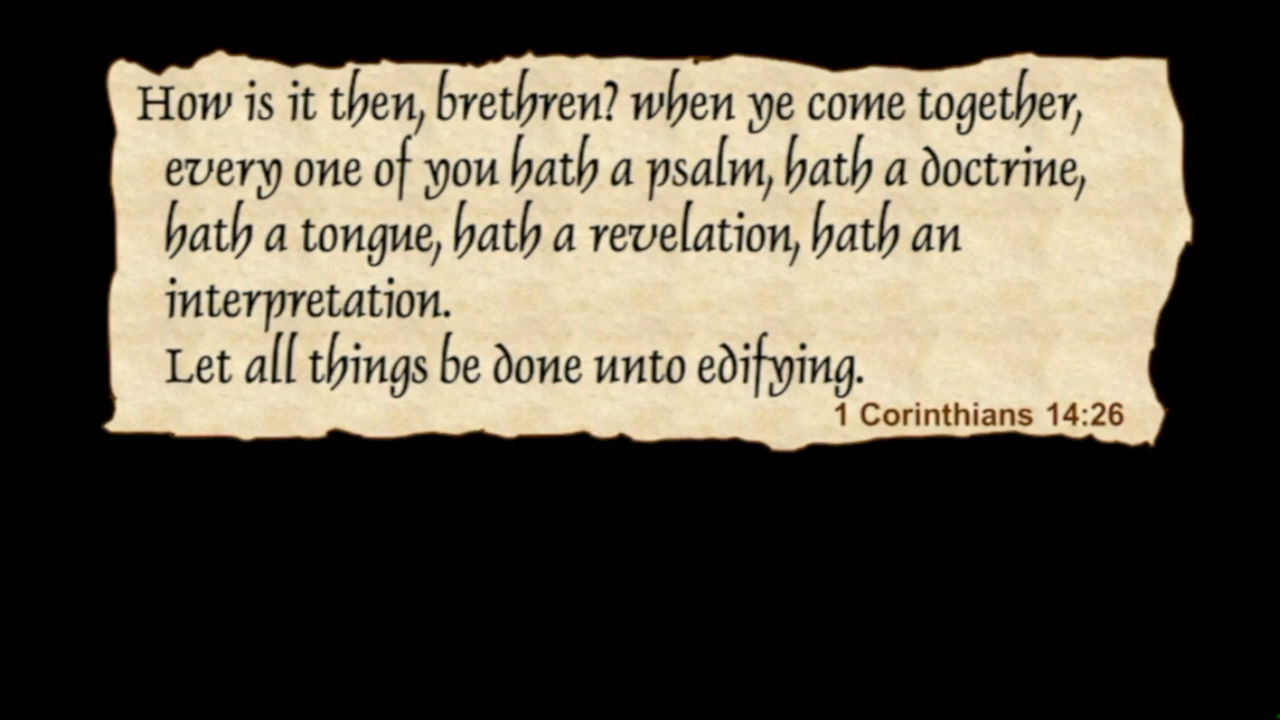 How is it then, brethren? when ye come together,
every one of you hath a psalm, hath a doctrine,
hath a tongue, hath a revelation, hath an
interpretation.
Let all things be done unto edifying.
1 Corinthians 14:26